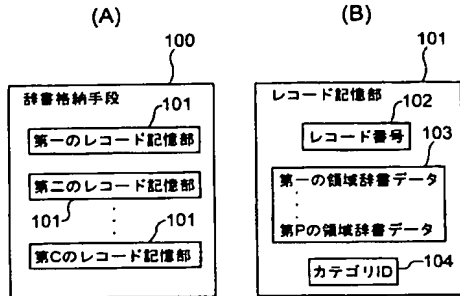 (A)
100
辞書格納手段
101
第一のレコード記憶部
第二のレコード記憶部
101
101
第Cのレコード記憶部
(B)
101
レコード記憶部
102
レコード番号
103
第一の領域辞書データ
第Pの領域辞書データ
カテゴリID
104